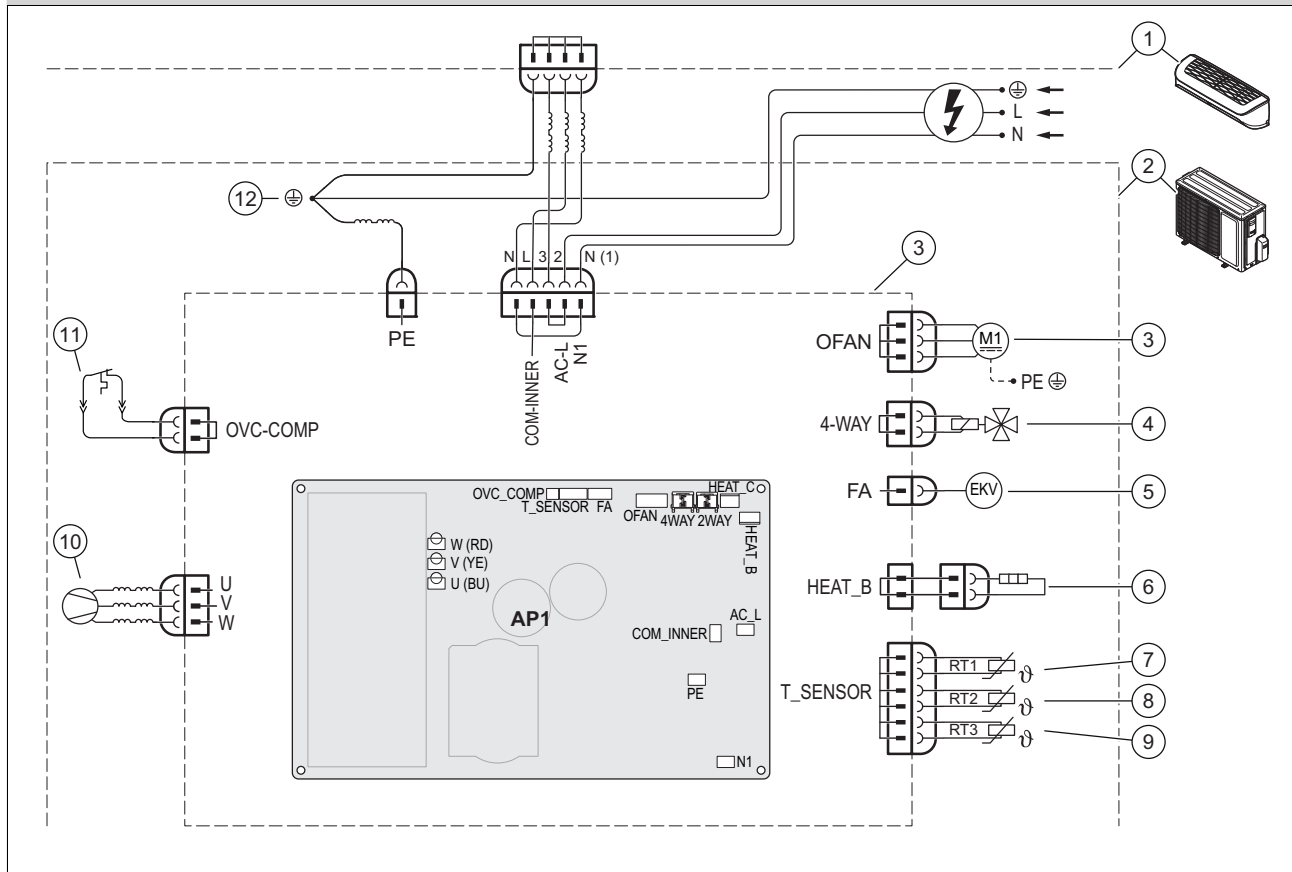 1
L
N
2
12
N L 3 2 N (1)
3
11
PE
COM-INNER
AC-L
N1
OFAN
M1
3
PE
OVC-COMP
4-WAY
4
FA
EKV
5
10
U
V
W
OVC_COMP
T_SENSOR FA
OFAN
4WAY 2WAY
HEAT_C
HEAT_B
W (RD)
V (YE)
U (BU)
AP1
COM_INNER
AC_L
PE
N1
HEAT_B
6
T_SENSOR
RT1
ϑ
7
RT2
ϑ
8
RT3
ϑ
9